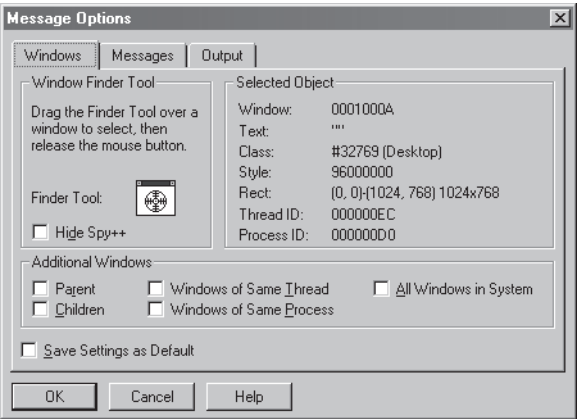 Message Options
Windows
Messages
Output
Window Finder Tool
Drag the Finder Tool over a
window to select, then
release the mouse button.
Finder Tool:
Hide Spy++
Selected Object
Window: 0001000A
Text: ""
Class: #32769 (Desktop)
Style: 96000000
Rect: (0, 0)-(1024, 768) 1024x768
Thread ID: 000000EC
Process ID: 000000D0
Additional Windows
Parent
Windows of Same Thread
All Windows in System
Children
Windows of Same Process
Save Settings as Default
OK
Cancel
Help